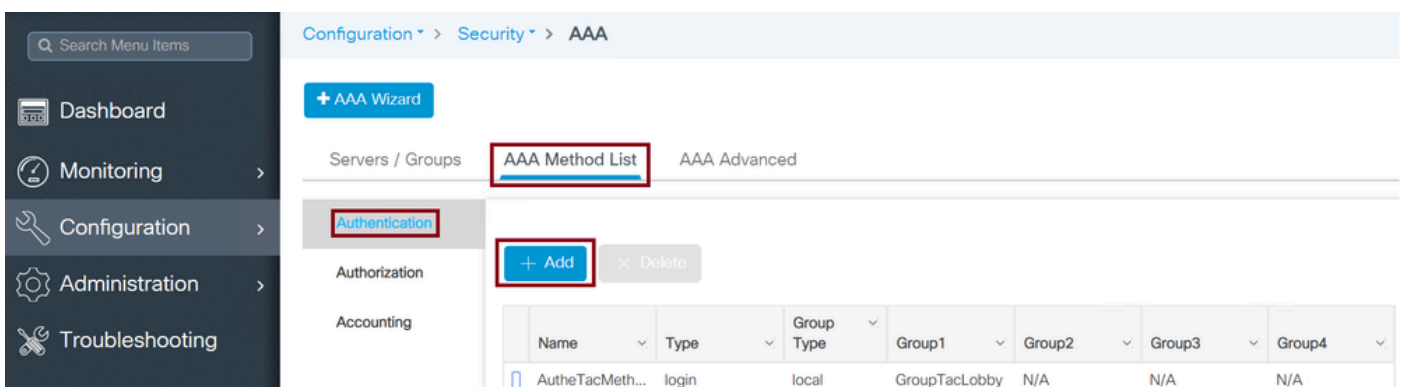 Search Menu Items
Dashboard
Monitoring
Configuration
Administration
Troubleshooting
Configuration > Security > AAA
+ AAA Wizard
Servers / Groups AAA Method List AAA Advanced
Authentication
Authorization
Accounting
+ Add × Delete
Name Type Group Type Group1 Group2 Group3 Group4
AutheTacMeth... login local GroupTacLobby N/A N/A N/A